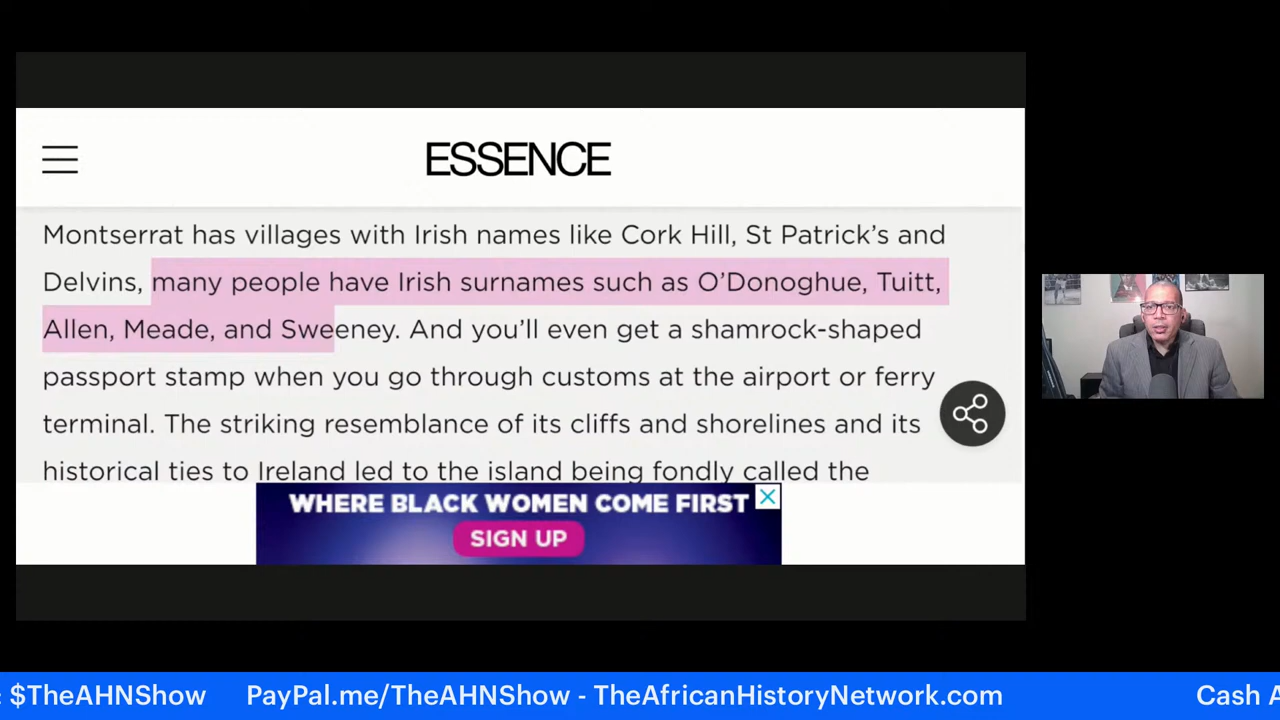 ESSENCE
Montserrat has villages with Irish names like Cork Hill, St Patrick's and
Delvins, many people have Irish surnames such as O'Donoghue, Tuitt,
Allen, Meade, and Sweeney. And you'll even get a shamrock-shaped
passport stamp when you go through customs at the airport or ferry
terminal. The striking resemblance of its cliffs and shorelines and its
historical ties to Ireland led to the island being fondly called the
WHERE BLACK WOMEN COME FIRST
SIGN UP
: $TheAHNShow PayPal.me/TheAHNShow - TheAfricanHistoryNetwork.com Cash A